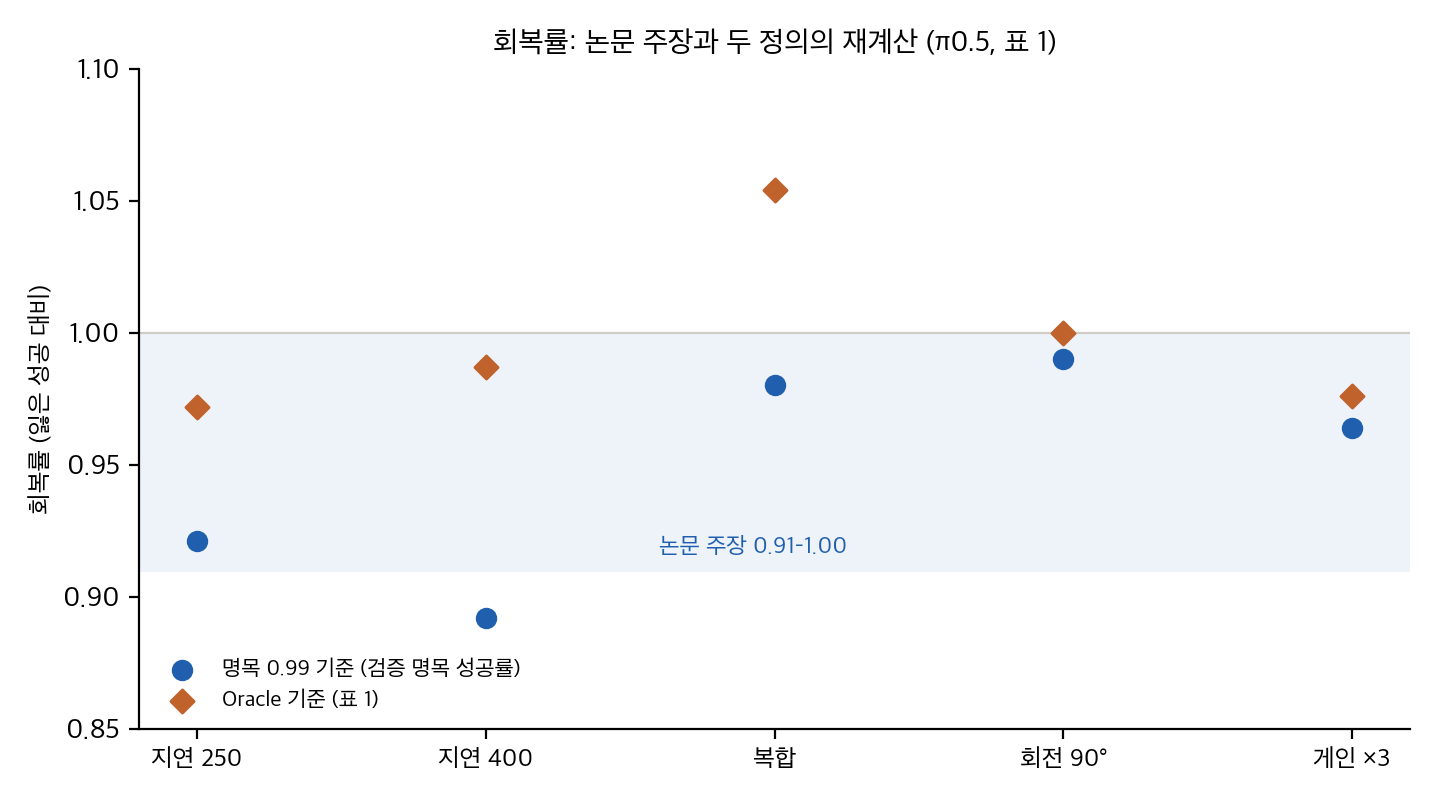 회복률: 논문 주장과 두 정의의 재계산 (π0.5, 표 1)
회복률 (잃은 성공 대비)
1.10
1.05
1.00
0.95
0.90
0.85
논문 주장 0.91-1.00
명목 0.99 기준 (검증 명목 성공률)
Oracle 기준 (표 1)
지연 250
지연 400
복합
회전 90°
게인 ×3